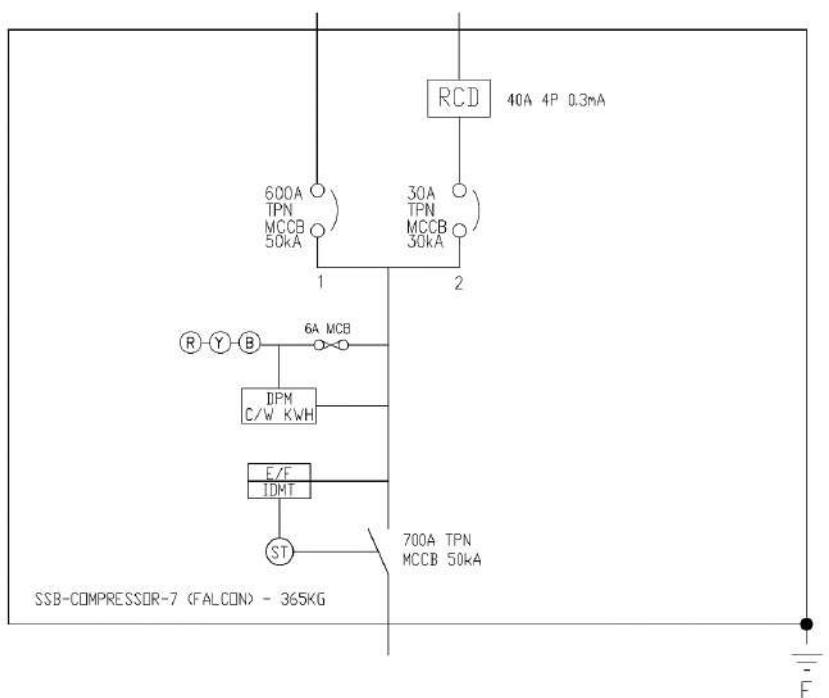 RCD
40A 4P 0.3mA
600A
TPN
MCCB
50kA
30A
TPN
MCCB
30kA
1
2
6A MCB
R Y B
DPM
C/W KWH
E/F
IDMT
ST
700A TPN
MCCB 50kA
SSB-COMPRESSOR-7 (FALCON) - 365KG